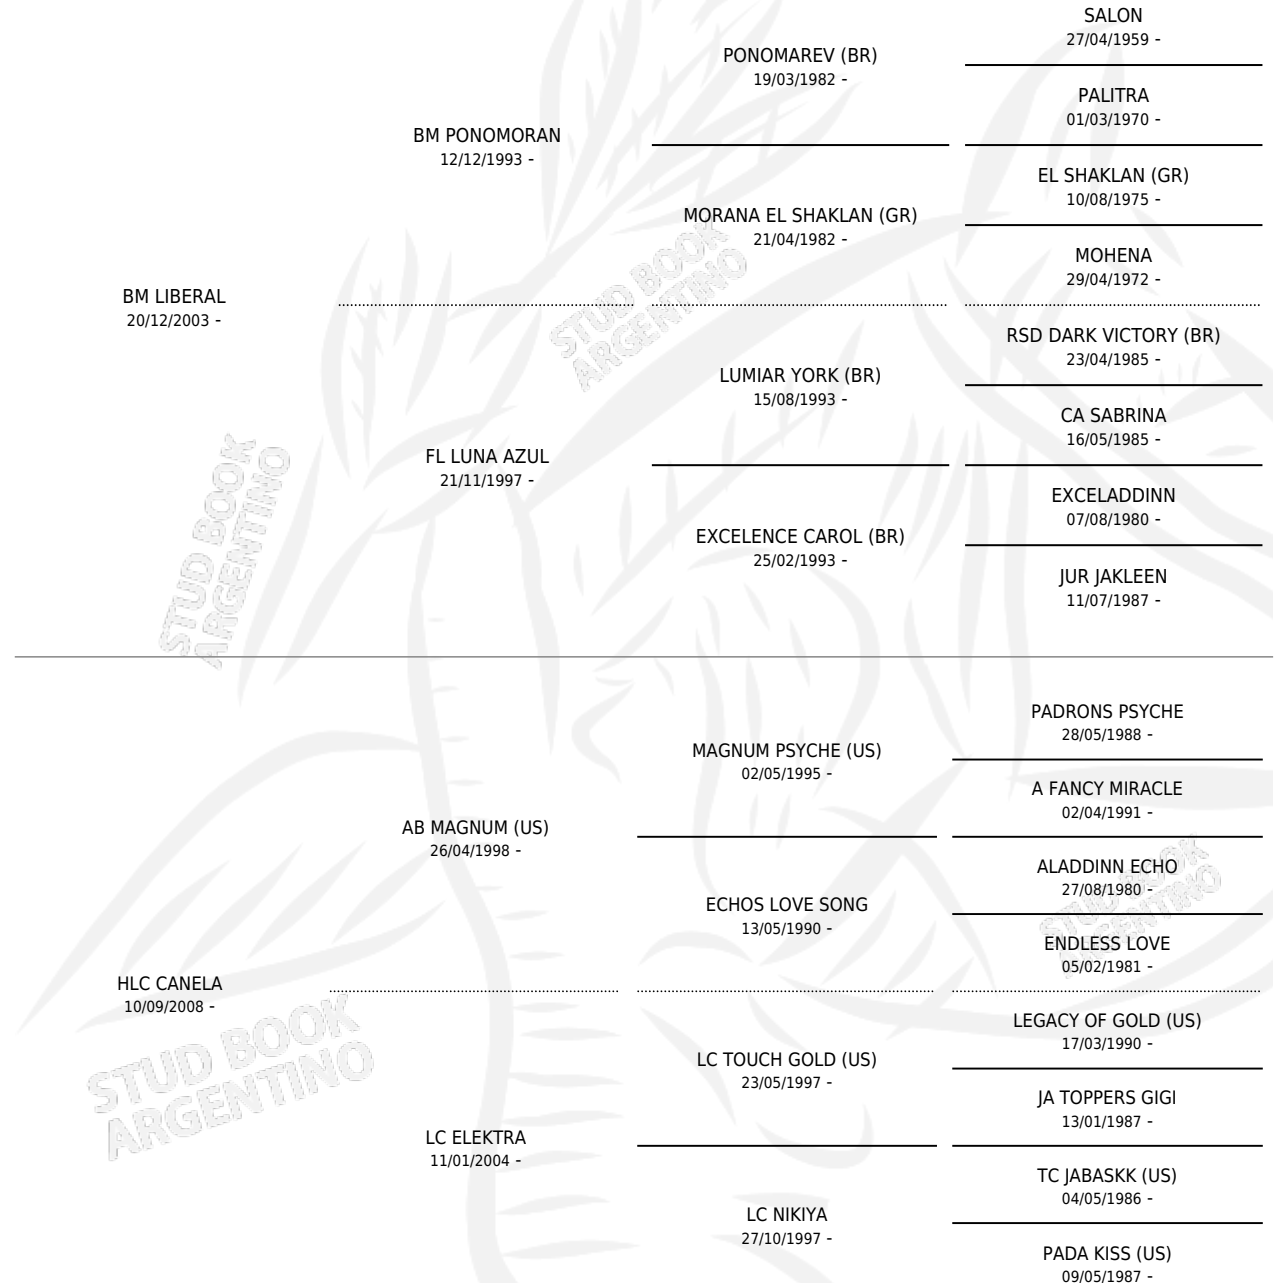 SALON
27/04/1959 -
PONOMAREV (BR)
19/03/1982 -
PALITRA
01/03/1970 -
BM PONOMORAN
12/12/1993 -
EL SHAKLAN (GR)
10/08/1975 -
MORANA EL SHAKLAN (GR)
21/04/1982 -
MOHENA
29/04/1972 -
BM LIBERAL
20/12/2003 -
STUD BOOK
ARGENTINO
RSD DARK VICTORY (BR)
23/04/1985 -
LUMIAR YORK (BR)
15/08/1993 -
CA SABRINA
16/05/1985 -
FL LUNA AZUL
21/11/1997 -
EXCELADDINN
07/08/1980 -
EXCELENCE CAROL (BR)
25/02/1993 -
JUR JAKLEEN
11/07/1987 -
STUD BOOK
ARGENTINO
PADRONS PSYCHE
28/05/1988 -
MAGNUM PSYCHE (US)
02/05/1995 -
A FANCY MIRACLE
02/04/1991 -
AB MAGNUM (US)
26/04/1998 -
ALADDINN ECHO
27/08/1980 -
ECHOS LOVE SONG
13/05/1990 -
STUD BOOK
ARGENTINO
ENDLESS LOVE
05/02/1981 -
HLC CANELA
10/09/2008 -
LEGACY OF GOLD (US)
17/03/1990 -
LC TOUCH GOLD (US)
23/05/1997 -
STUD BOOK
ARGENTINO
JA TOPPERS GIGI
13/01/1987 -
LC ELEKTRA
11/01/2004 -
TC JABASKK (US)
04/05/1986 -
LC NIKIYA
27/10/1997 -
PADA KISS (US)
09/05/1987 -